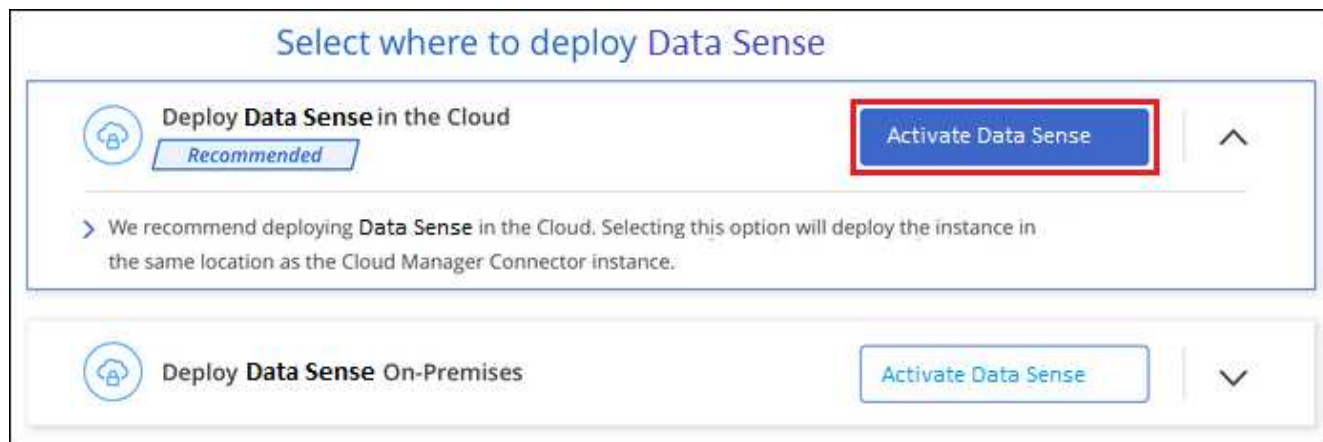 Select where to deploy Data Sense
Deploy Data Sense in the Cloud
Recommended
Activate Data Sense
We recommend deploying Data Sense in the Cloud. Selecting this option will deploy the instance in
the same location as the Cloud Manager Connector instance.
Deploy Data Sense On-Premises
Activate Data Sense